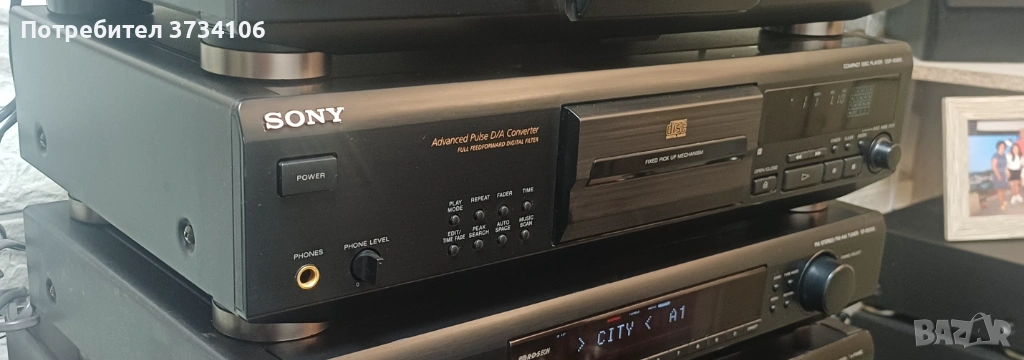 Потребител 3734106
SONY
COMPACT DISC PLAYER
Advanced Pulse D/A Converter
FULL FEEDFORWARD DIGITAL FILTER
FIXED PICK UP MECHANISM
OPEN/CLOSE
POWER
PLAY MODE
REPEAT
FADER
TIME
EDIT/TIME FADE
PEAK SEARCH
AUTO SPACE
MUSIC SCAN
PHONES
PHONE LEVEL
> CITY < A1
BAZAR